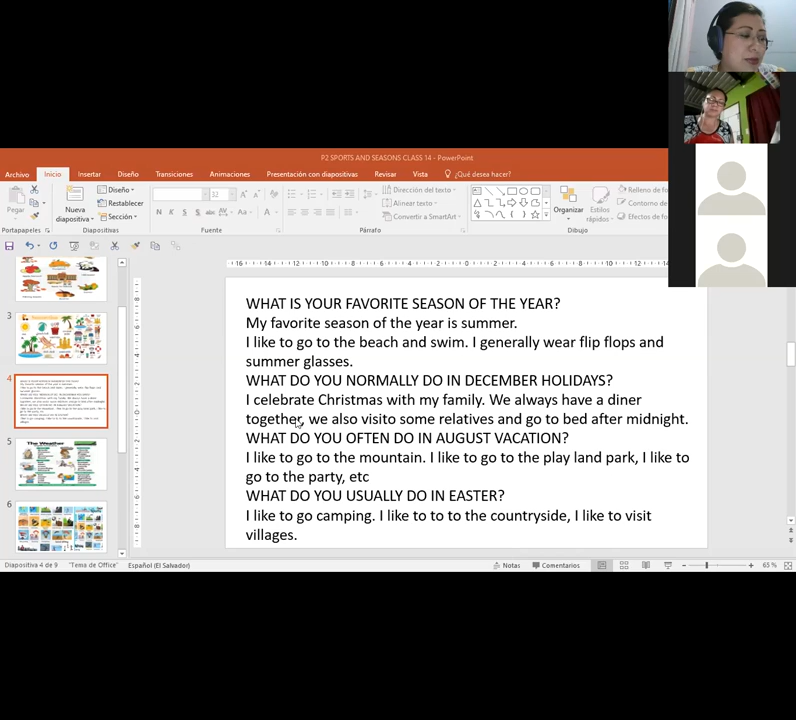 P2 SPORTS AND SEASONS CLASS 14 - PowerPoint
Archivo Inicio Insertar Diseño Transiciones Animaciones Presentación con diapositivas Revisar Vista ¿Qué desea hacer?
Pegar
Nueva diapositiva
Diseño
Restablecer
Sección
32
N K S
Aa
Dirección del texto
Alinear texto
Convertir a SmartArt
Organizar
Estilos rápidos
Relleno de fo
Contorno de
Efectos de fo
Portapapeles Diapositivas Fuente Párrafo Dibujo
3
4
5
The Weather
6
WHAT IS YOUR FAVORITE SEASON OF THE YEAR?
My favorite season of the year is summer.
I like to go to the beach and swim. I generally wear flip flops and
summer glasses.
WHAT DO YOU NORMALLY DO IN DECEMBER HOLIDAYS?
I celebrate Christmas with my family. We always have a diner
together, we also visito some relatives and go to bed after midnight.
WHAT DO YOU OFTEN DO IN AUGUST VACATION?
I like to go to the mountain. I like to go to the play land park, I like to
go to the party, etc
WHAT DO YOU USUALLY DO IN EASTER?
I like to go camping. I like to to to the countryside, I like to visit
villages.
Diapositiva 4 de 9 "Tema de Office" Español (El Salvador) Notas Comentarios 65 %